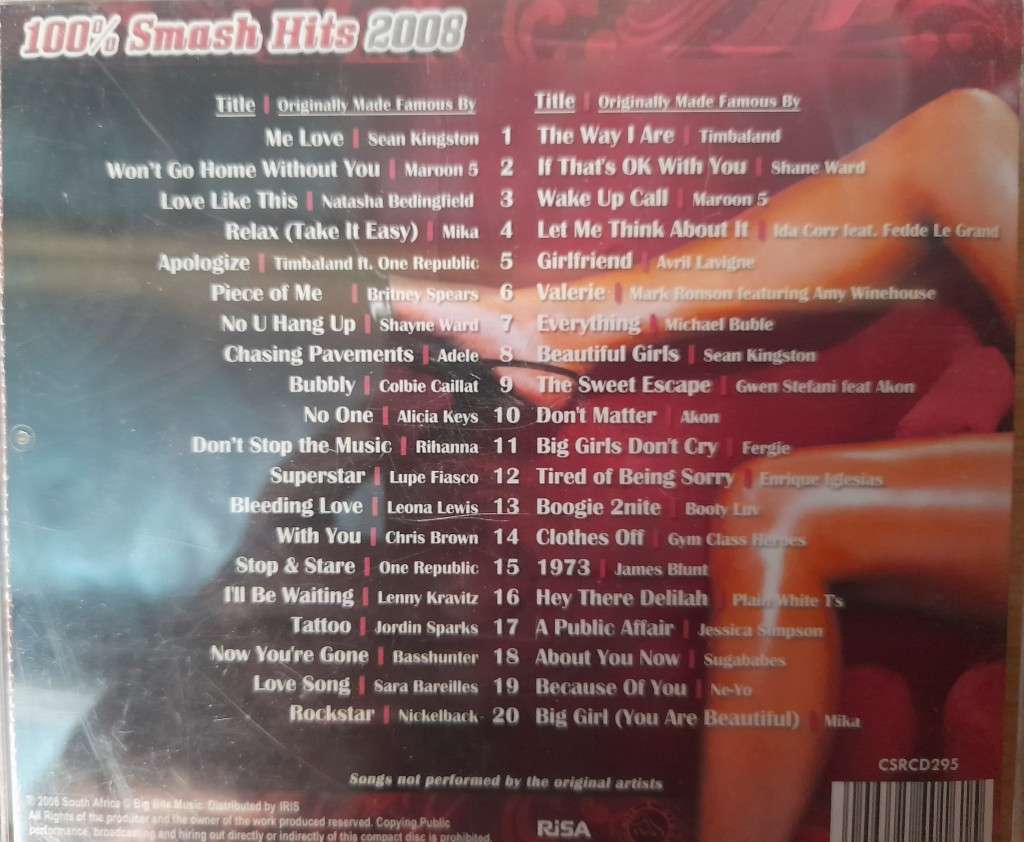 100% Smash Hits 2008
Title | Originally Made Famous By
Me Love | Sean Kingston 1
Won't Go Home Without You | Maroon 5 2
Love Like This | Natasha Bedingfield 3
Relax (Take It Easy) | Mika 4
Apologize | Timbaland ft. One Republic 5
Piece of Me | Britney Spears 6
No U Hang Up | Shayne Ward 7
Chasing Pavements | Adele 8
Bubbly | Colbie Caillat 9
No One | Alicia Keys 10
Don't Stop the Music | Rihanna 11
Superstar | Lupe Fiasco 12
Bleeding Love | Leona Lewis 13
With You | Chris Brown 14
Stop & Stare | One Republic 15
I'll Be Waiting | Lenny Kravitz 16
Tattoo | Jordin Sparks 17
Now You're Gone | Basshunter 18
Love Song | Sara Bareilles 19
Rockstar | Nickelback 20
Title | Originally Made Famous By
The Way I Are | Timbaland
If That's OK With You | Shane Ward
Wake Up Call | Maroon 5
Let Me Think About It | Ida Corr feat. Fedde Le Grand
Girlfriend | Avril Lavigne
Valerie | Mark Ronson featuring Amy Winehouse
Everything | Michael Buble
Beautiful Girls | Sean Kingston
The Sweet Escape | Gwen Stefani feat Akon
Don't Matter | Akon
Big Girls Don't Cry | Fergie
Tired of Being Sorry | Enrique Iglesias
Boogie 2nite | Booty Luv
Clothes Off | Gym Class Heroes
1973 | James Blunt
Hey There Delilah | Plain White T's
A Public Affair | Jessica Simpson
About You Now | Sugababes
Because Of You | Ne-Yo
Big Girl (You Are Beautiful) | Mika
Songs not performed by the original artists
CSRCD295
℗ 2008 South Africa © Big Bite Music. Distributed by IRIS
All Rights of the producer and the owner of the work produced reserved. Copying,Public
performance, broadcasting and hiring out directly or indirectly of this compact disc is prohibited.
RiSA